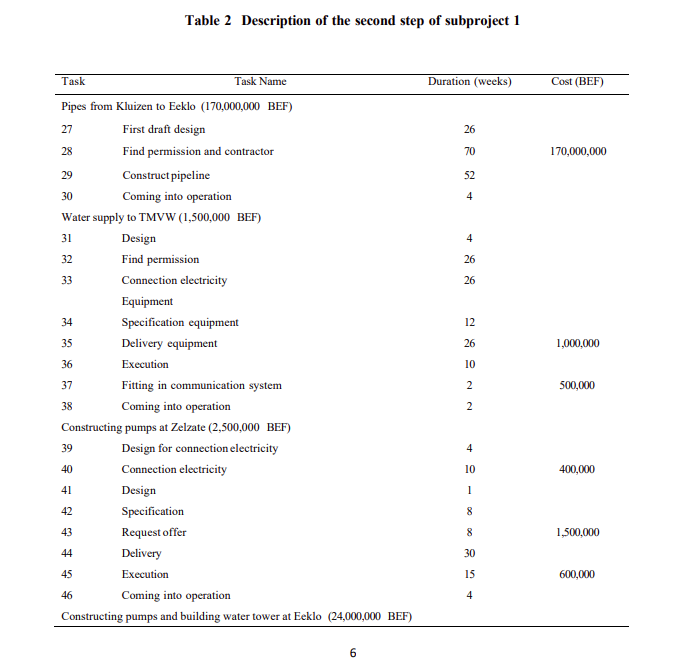 Table 2 Description of the second step of subproject 1
Task Task Name Duration (weeks) Cost (BEF)
Pipes from Kluizen to Eeklo (170,000,000 BEF)
27 First draft design 26
28 Find permission and contractor 70 170,000,000
29 Construct pipeline 52
30 Coming into operation 4
Water supply to TMVW (1,500,000 BEF)
31 Design 4
32 Find permission 26
33 Connection electricity 26
Equipment
34 Specification equipment 12
35 Delivery equipment 26 1,000,000
36 Execution 10
37 Fitting in communication system 2 500,000
38 Coming into operation 2
Constructing pumps at Zelzate (2,500,000 BEF)
39 Design for connection electricity 4
40 Connection electricity 10 400,000
41 Design 1
42 Specification 8
43 Request offer 8 1,500,000
44 Delivery 30
45 Execution 15 600,000
46 Coming into operation 4
Constructing pumps and building water tower at Eeklo (24,000,000 BEF)
6